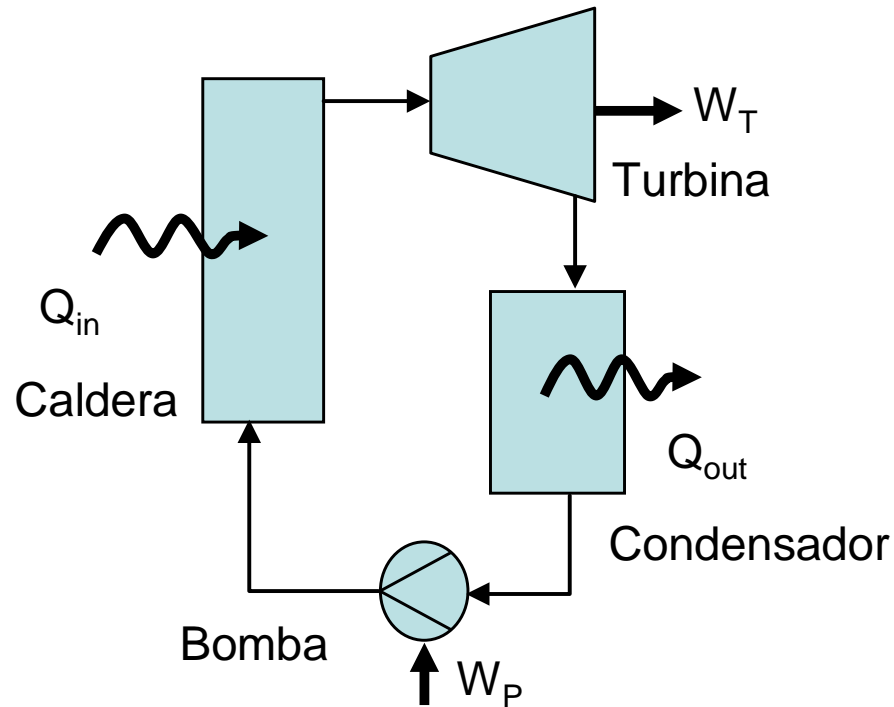 W_T
Turbina
Q_in
Caldera
Q_out
Condensador
Bomba
W_P